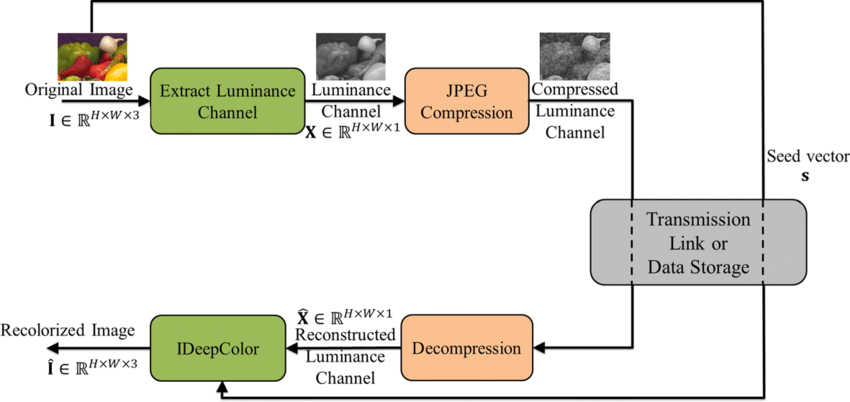 Original Image
𝐈 ∈ ℝ^{H×W×3}
Extract Luminance
Channel
Luminance
Channel
𝐗 ∈ ℝ^{H×W×1}
JPEG
Compression
Compressed
Luminance
Channel
Seed vector
𝐬
Transmission
Link or
Data Storage
Recolorized Image
𝐈̂ ∈ ℝ^{H×W×3}
IDeepColor
𝐗̂ ∈ ℝ^{H×W×1}
Reconstructed
Luminance
Channel
Decompression